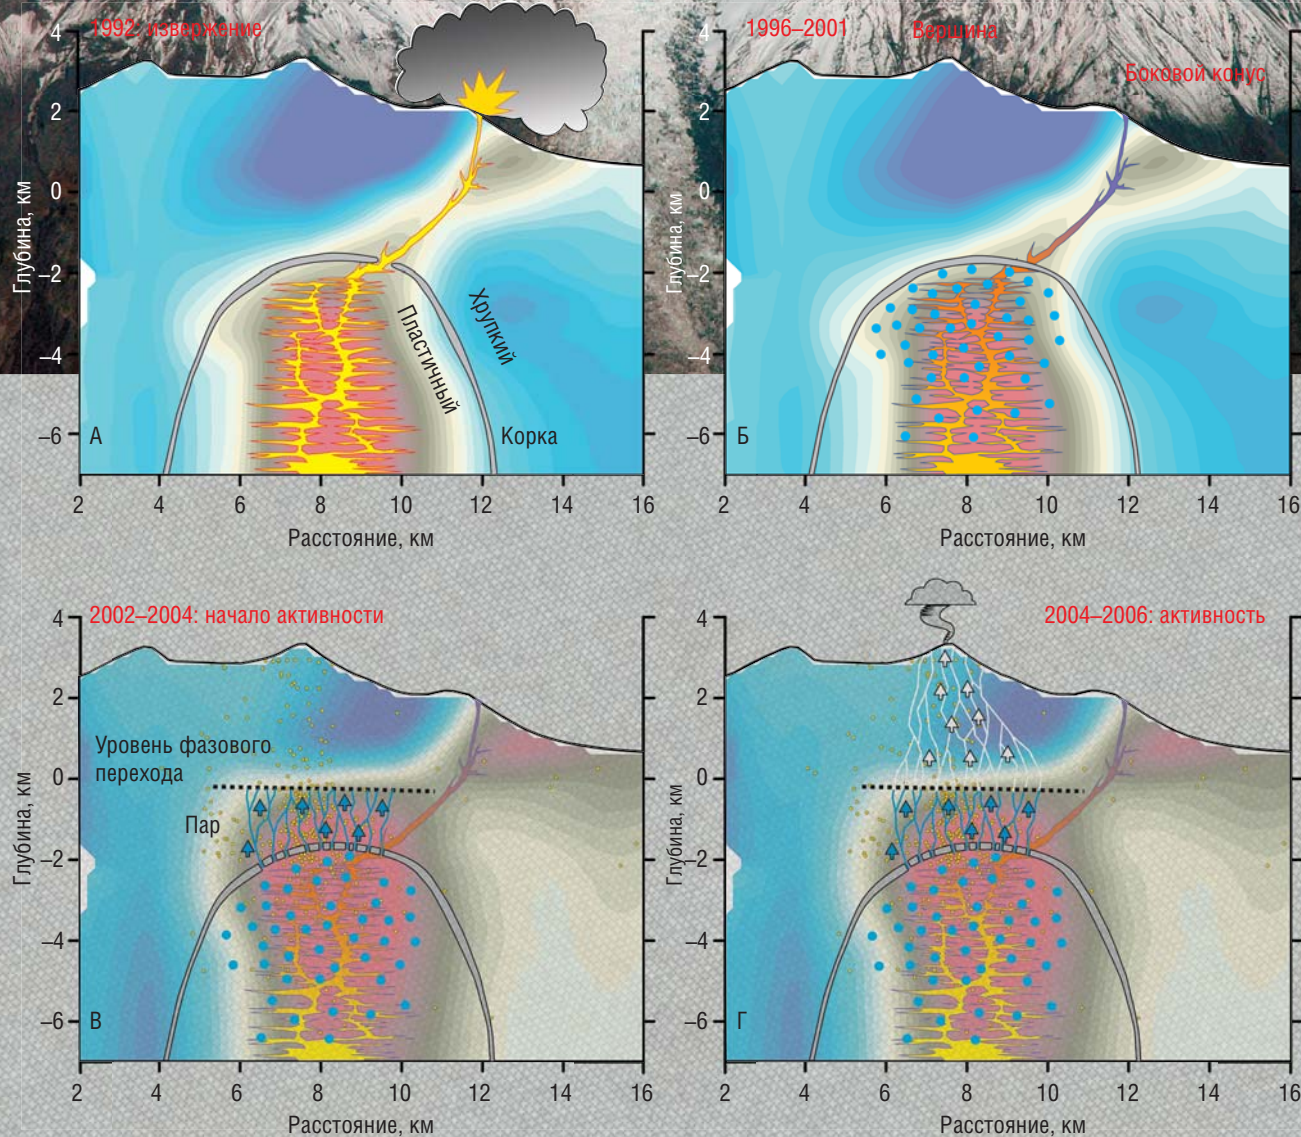 1992: извержение
4
2
0
–2
–4
–6
Глубина, км
Пластичный
Хрупкий
Корка
А
2 4 6 8 10 12 14 16
Расстояние, км
1996–2001
Вершина
Боковой конус
4
2
0
–2
–4
–6
Глубина, км
Б
2 4 6 8 10 12 14 16
Расстояние, км
2002–2004: начало активности
4
2
0
–2
–4
–6
Глубина, км
Уровень фазового
перехода
Пар
В
2 4 6 8 10 12 14 16
Расстояние, км
2004–2006: активность
4
2
0
–2
–4
–6
Глубина, км
Г
2 4 6 8 10 12 14 16
Расстояние, км